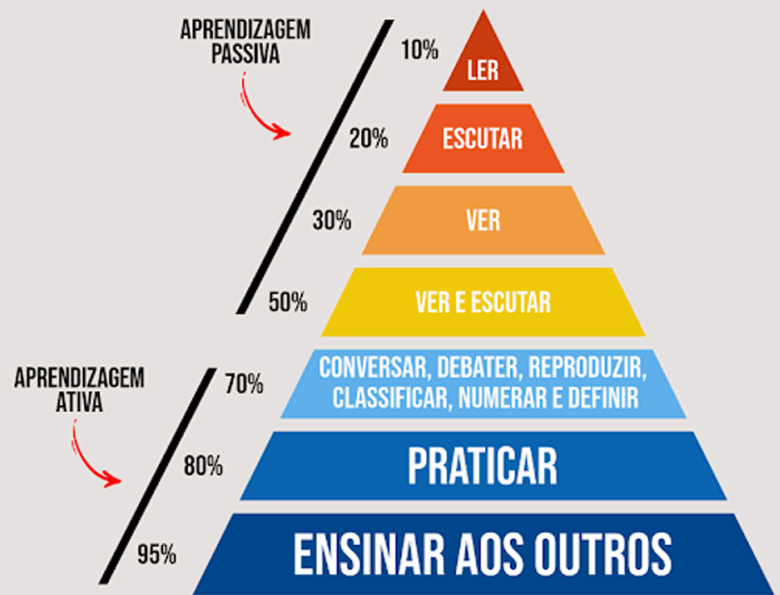 APRENDIZAGEM
PASSIVA
10%
LER
20%
ESCUTAR
30%
VER
50%
VER E ESCUTAR
APRENDIZAGEM
ATIVA
70%
CONVERSAR, DEBATER, REPRODUZIR,
CLASSIFICAR, NUMERAR E DEFINIR
80%
PRATICAR
95%
ENSINAR AOS OUTROS